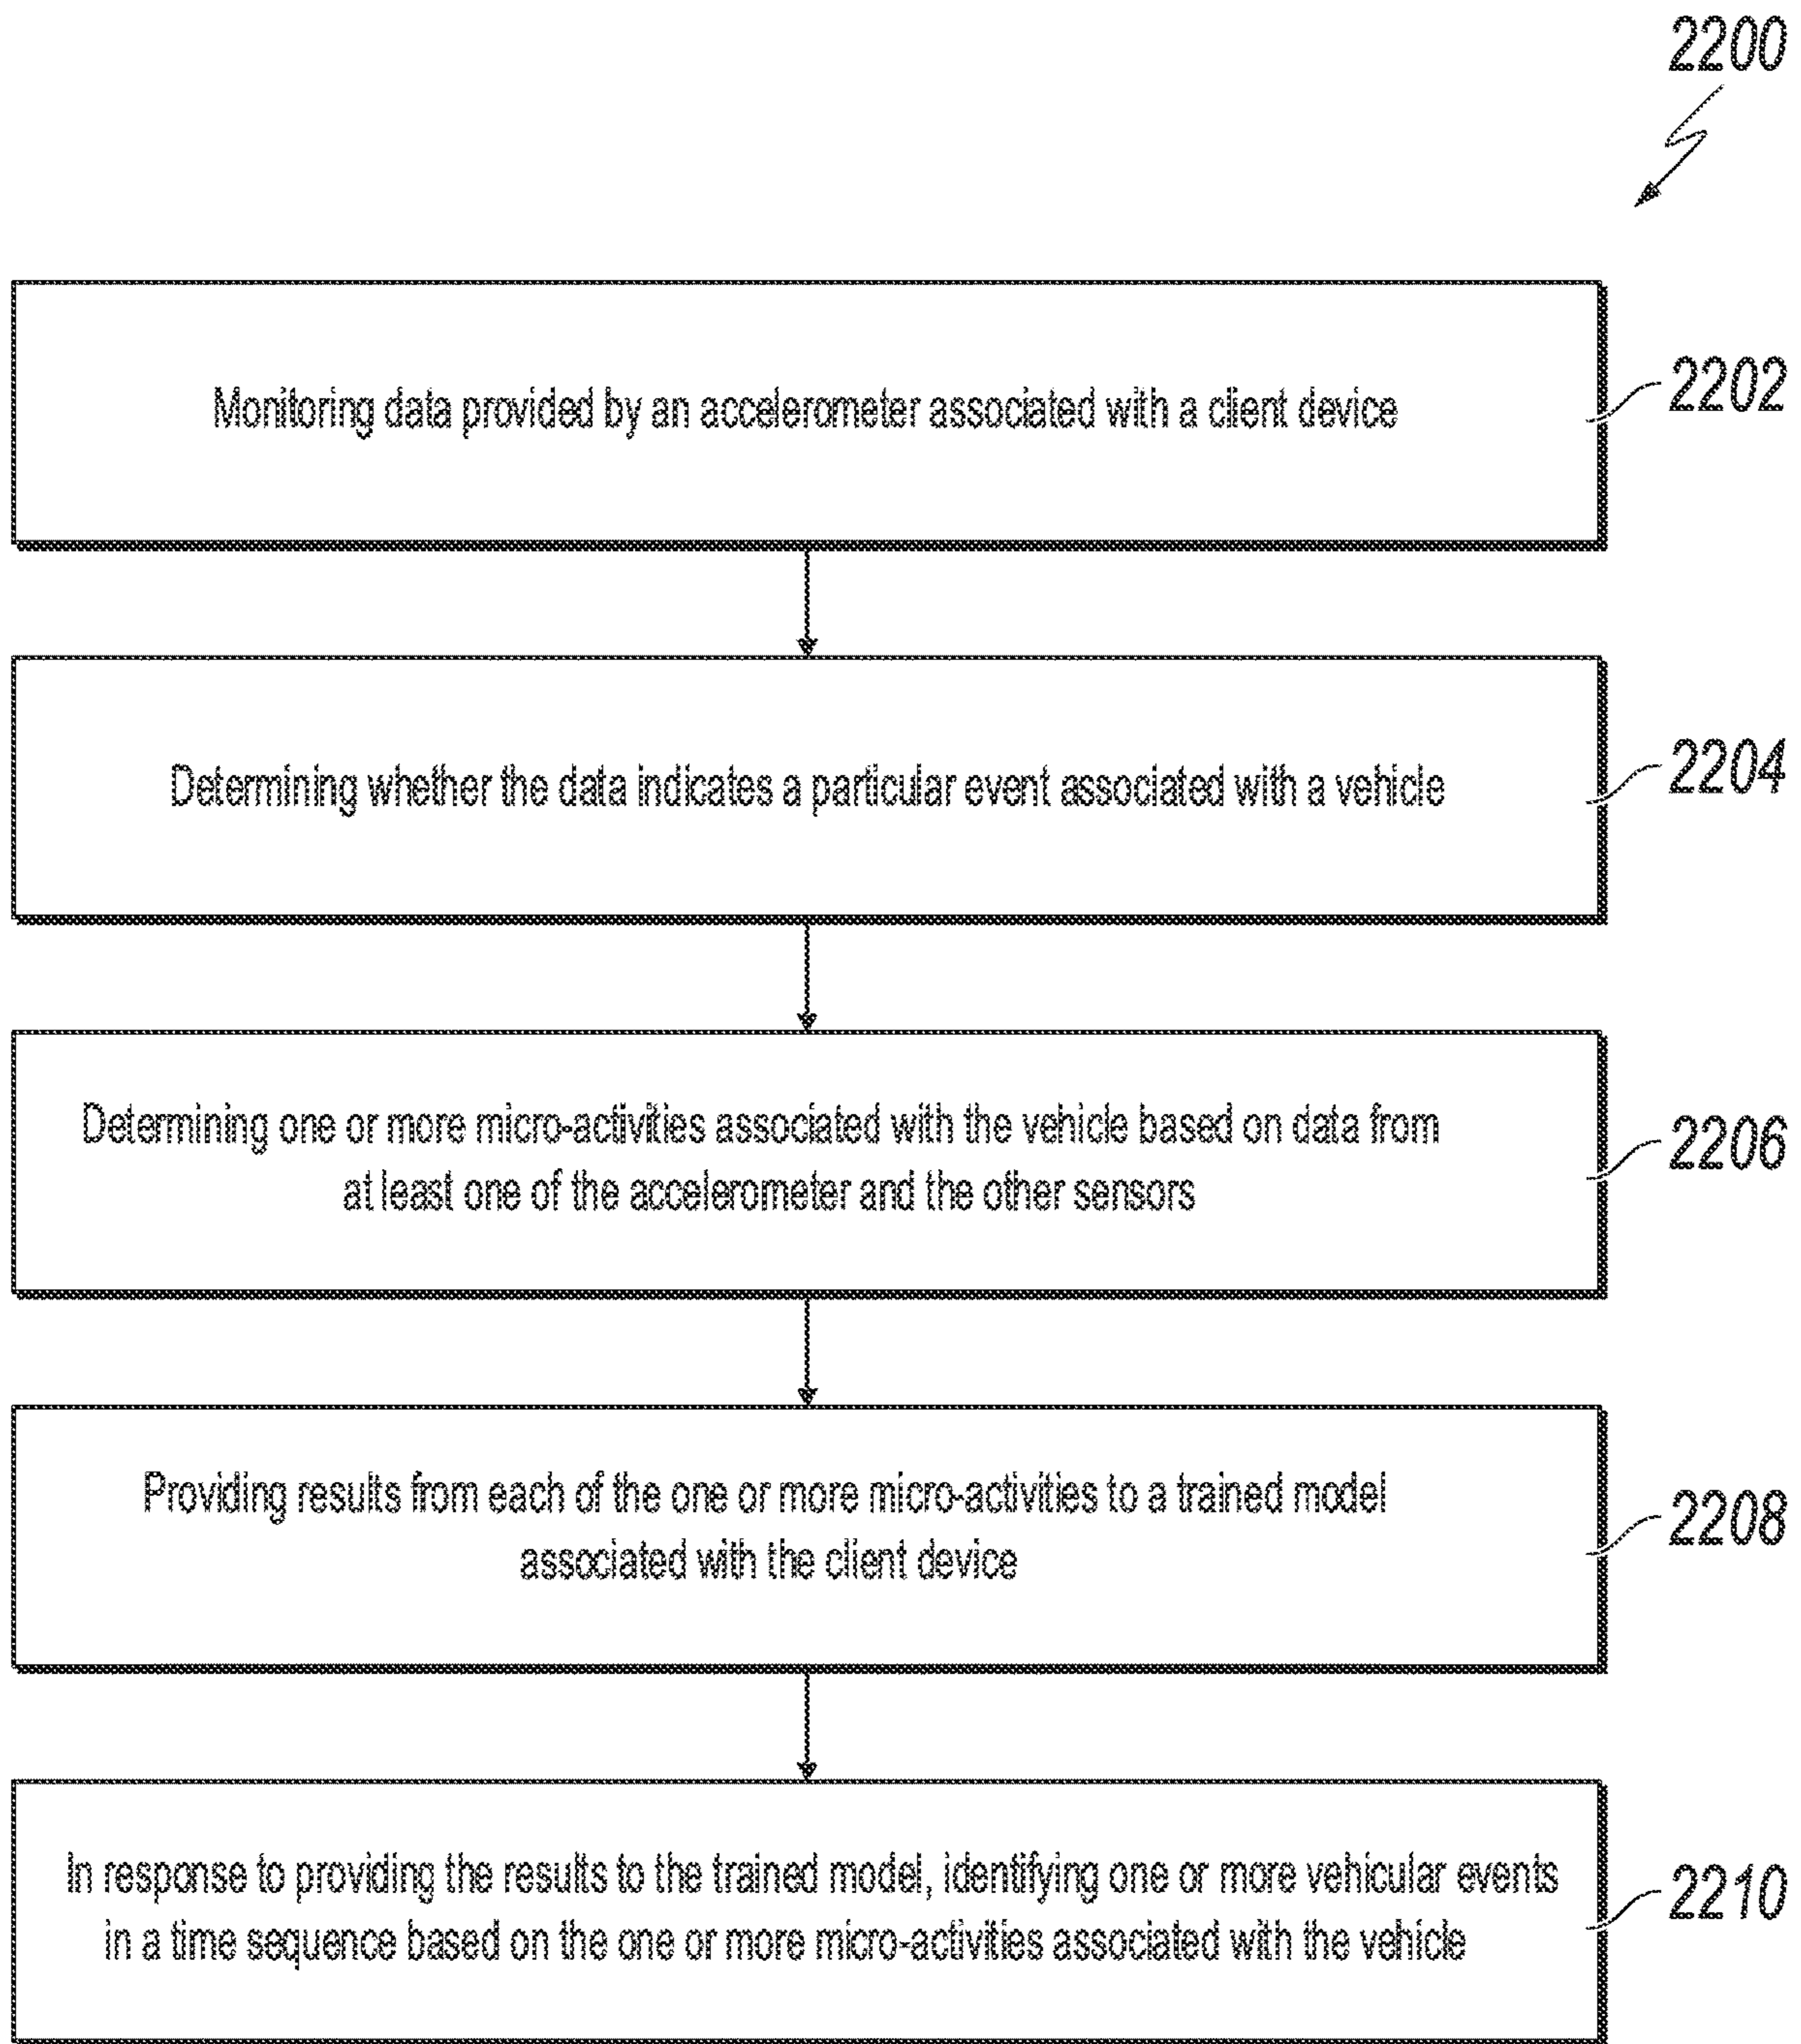 2200
Monitoring data provided by an accelerometer associated with a client device
2202
Determining whether the data indicates a particular event associated with a vehicle
2204
Determining one or more micro-activities associated with the vehicle based on data from
at least one of the accelerometer and the other sensors
2206
Providing results from each of the one or more micro-activities to a trained model
associated with the client device
2208
In response to providing the results to the trained model, identifying one or more vehicular events
in a time sequence based on the one or more micro-activities associated with the vehicle
2210